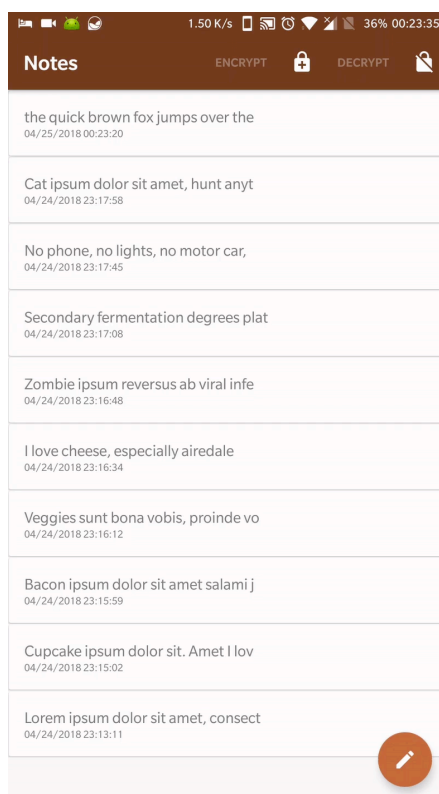 1.50 K/s 36% 00:23:35
Notes ENCRYPT DECRYPT
the quick brown fox jumps over the
04/25/2018 00:23:20
Cat ipsum dolor sit amet, hunt anyt
04/24/2018 23:17:58
No phone, no lights, no motor car,
04/24/2018 23:17:45
Secondary fermentation degrees plat
04/24/2018 23:17:08
Zombie ipsum reversus ab viral infe
04/24/2018 23:16:48
I love cheese, especially airedale
04/24/2018 23:16:34
Veggies sunt bona vobis, proinde vo
04/24/2018 23:16:12
Bacon ipsum dolor sit amet salami j
04/24/2018 23:15:59
Cupcake ipsum dolor sit. Amet I lov
04/24/2018 23:15:02
Lorem ipsum dolor sit amet, consect
04/24/2018 23:13:11